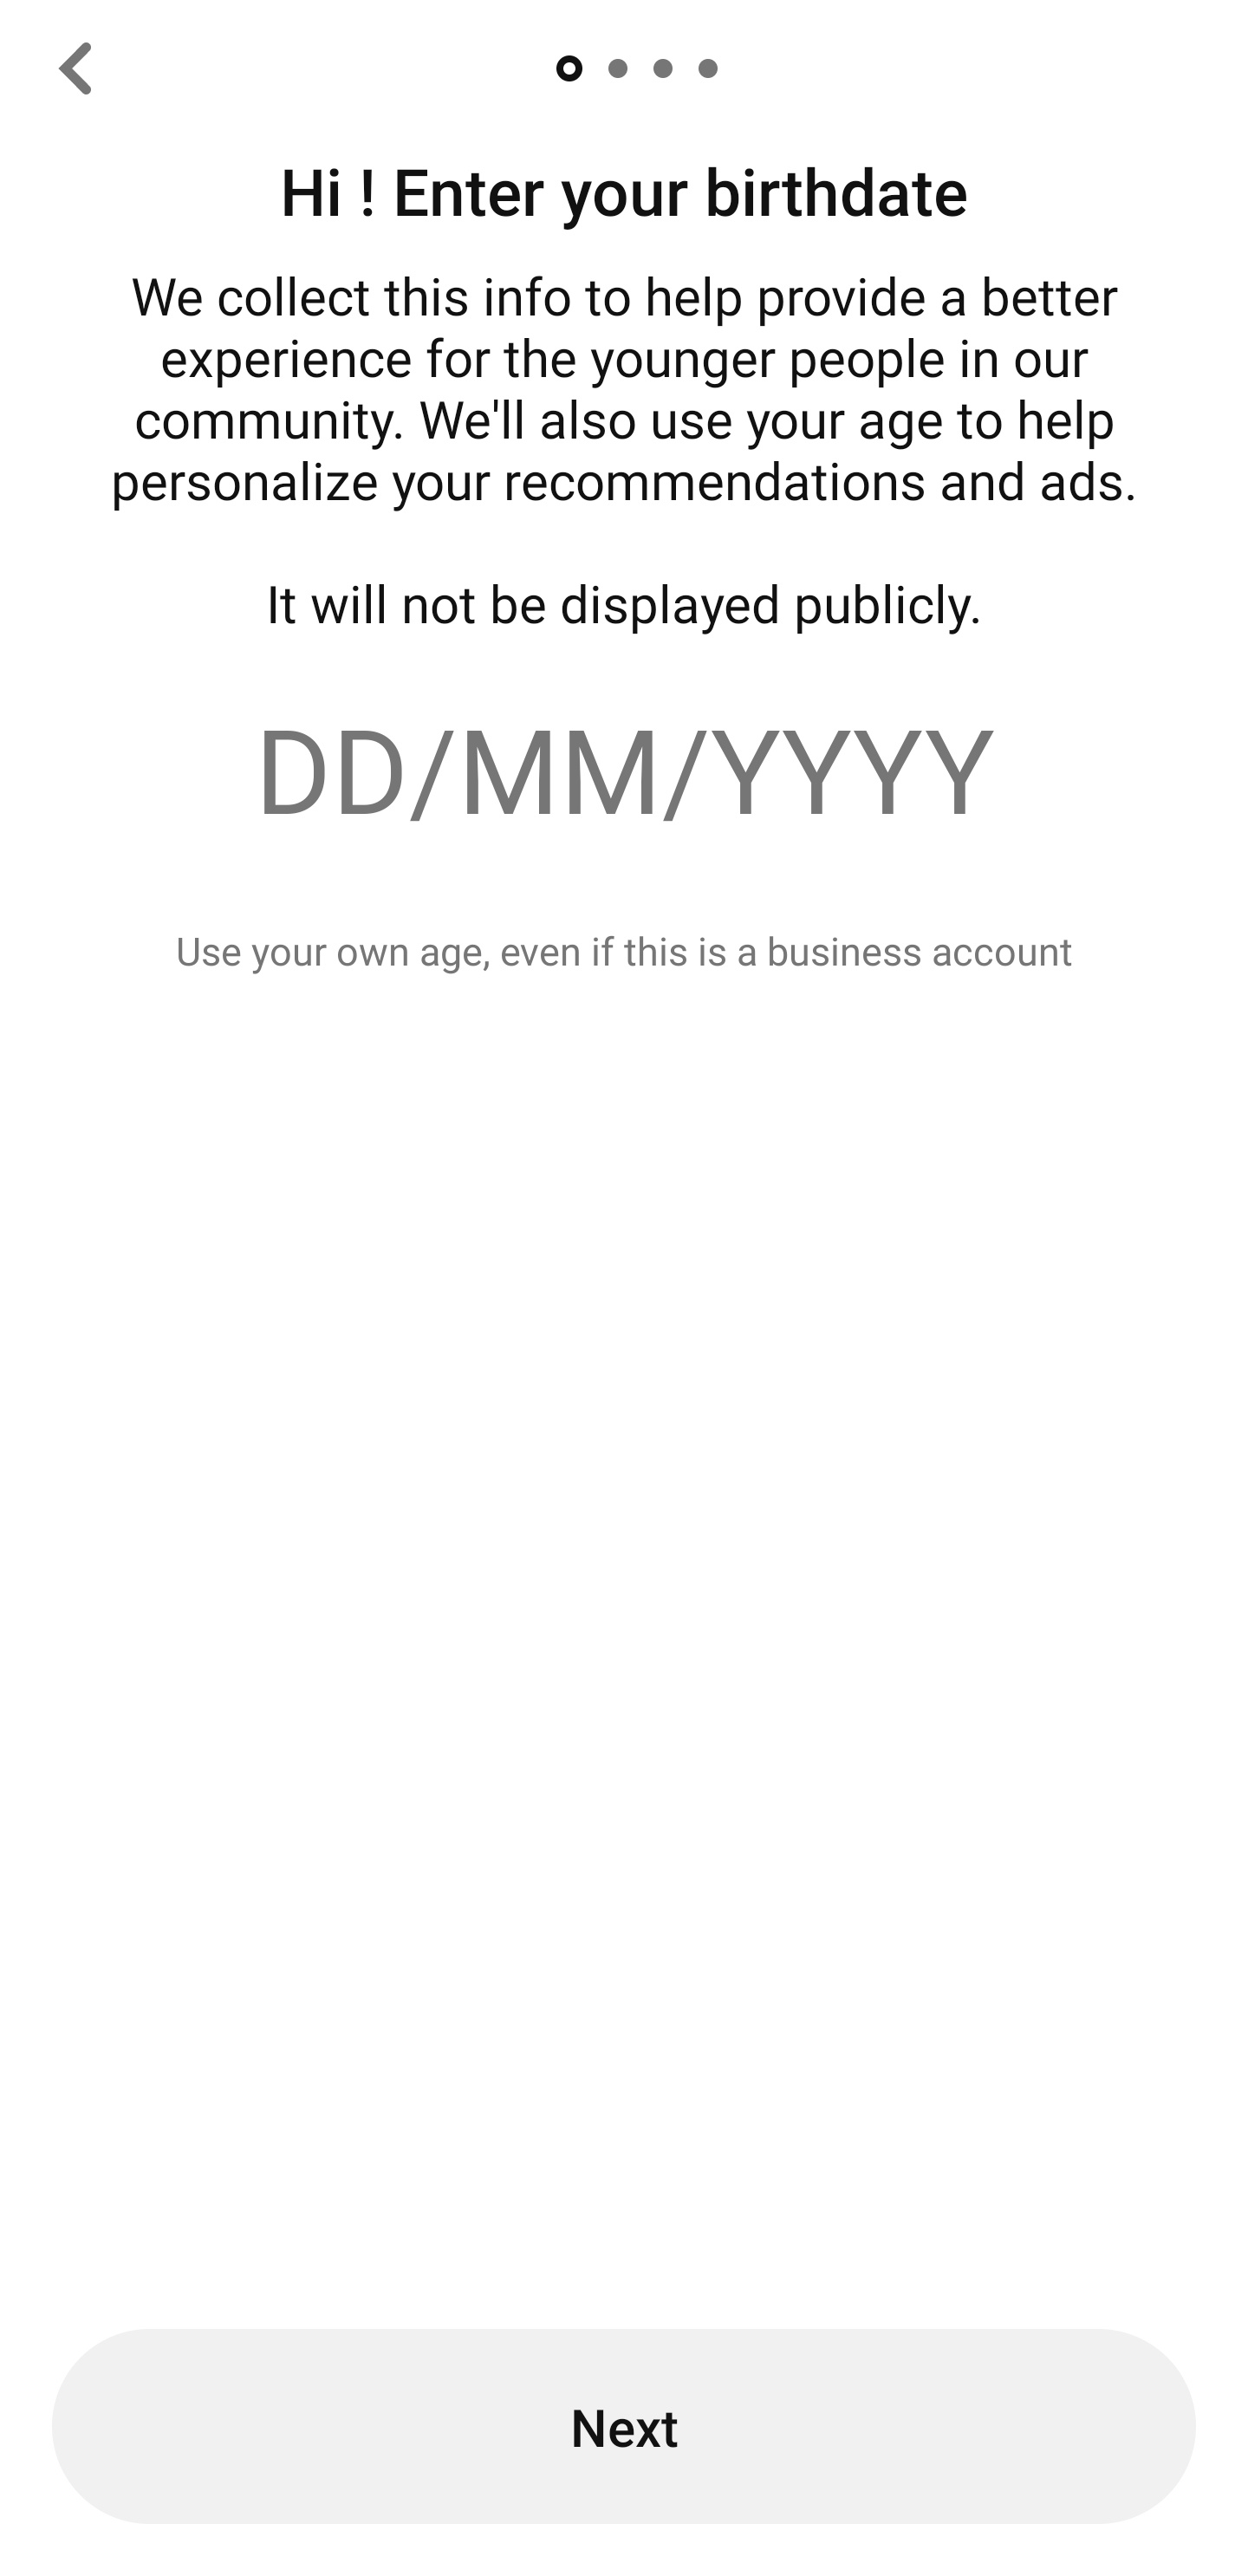 Hi ! Enter your birthdate
We collect this info to help provide a better
experience for the younger people in our
community. We'll also use your age to help
personalize your recommendations and ads.
It will not be displayed publicly.
DD/MM/YYYY
Use your own age, even if this is a business account
Next